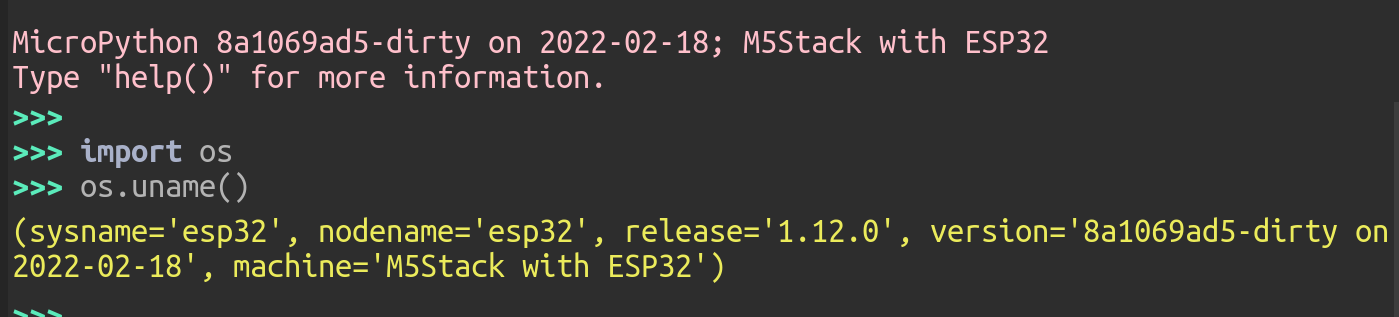 MicroPython 8a1069ad5-dirty on 2022-02-18; M5Stack with ESP32
Type "help()" for more information.
>>>
>>> import os
>>> os.uname()
(sysname='esp32', nodename='esp32', release='1.12.0', version='8a1069ad5-dirty on
2022-02-18', machine='M5Stack with ESP32')
>>>